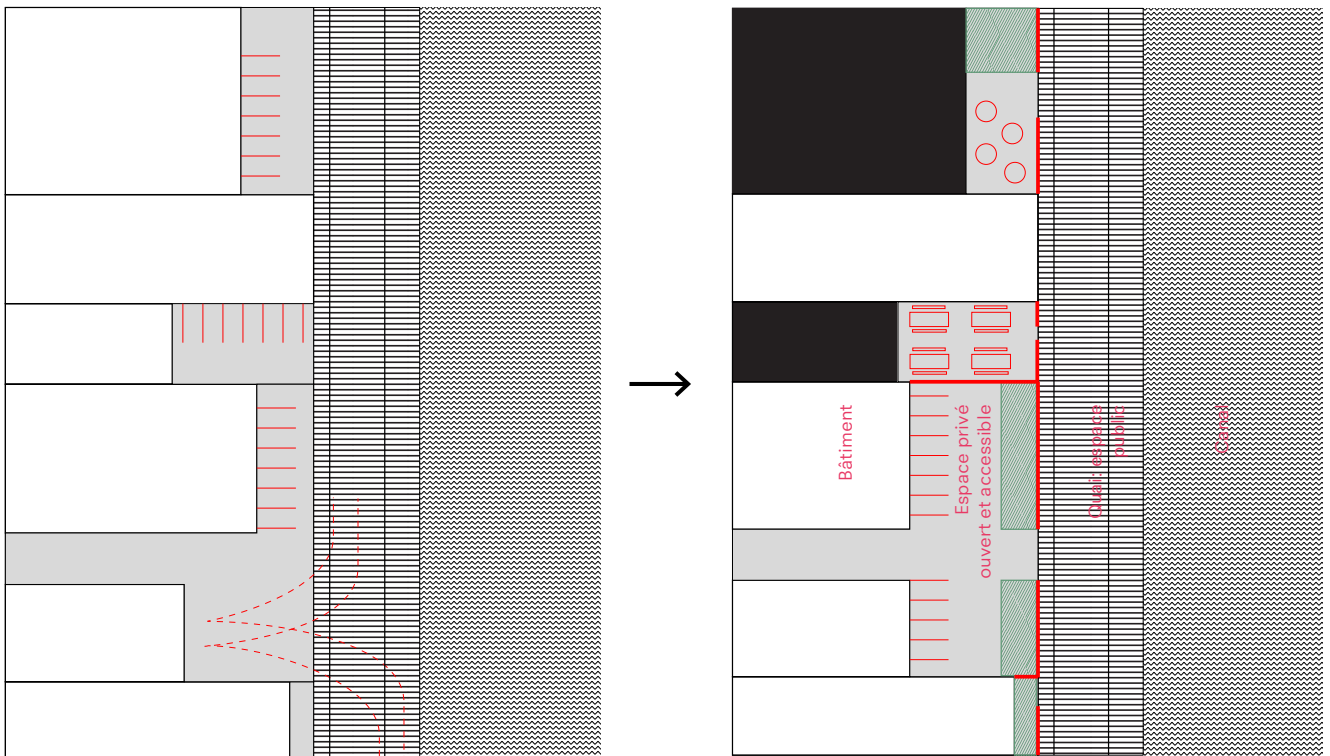 Bâtiment
Espace privé
ouvert et accessible
Quai: espace
public
Canal